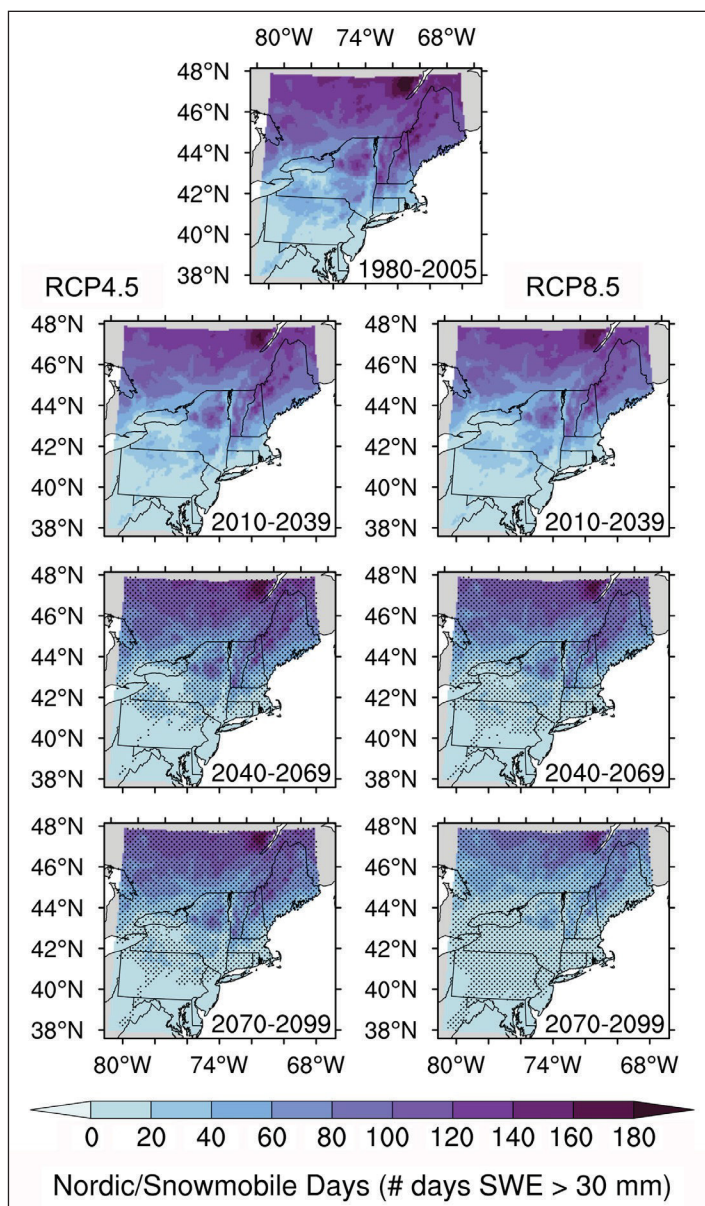 80°W 74°W 68°W
48°N
46°N
44°N
42°N
40°N
38°N
1980-2005
RCP4.5 RCP8.5
48°N 48°N
46°N 46°N
44°N 44°N
42°N 42°N
40°N 40°N
38°N 38°N
2010-2039 2010-2039
48°N 48°N
46°N 46°N
44°N 44°N
42°N 42°N
40°N 40°N
38°N 38°N
2040-2069 2040-2069
48°N 48°N
46°N 46°N
44°N 44°N
42°N 42°N
40°N 40°N
38°N 38°N
2070-2099 2070-2099
80°W 74°W 68°W 80°W 74°W 68°W
0 20 40 60 80 100 120 140 160 180
Nordic/Snowmobile Days (# days SWE > 30 mm)